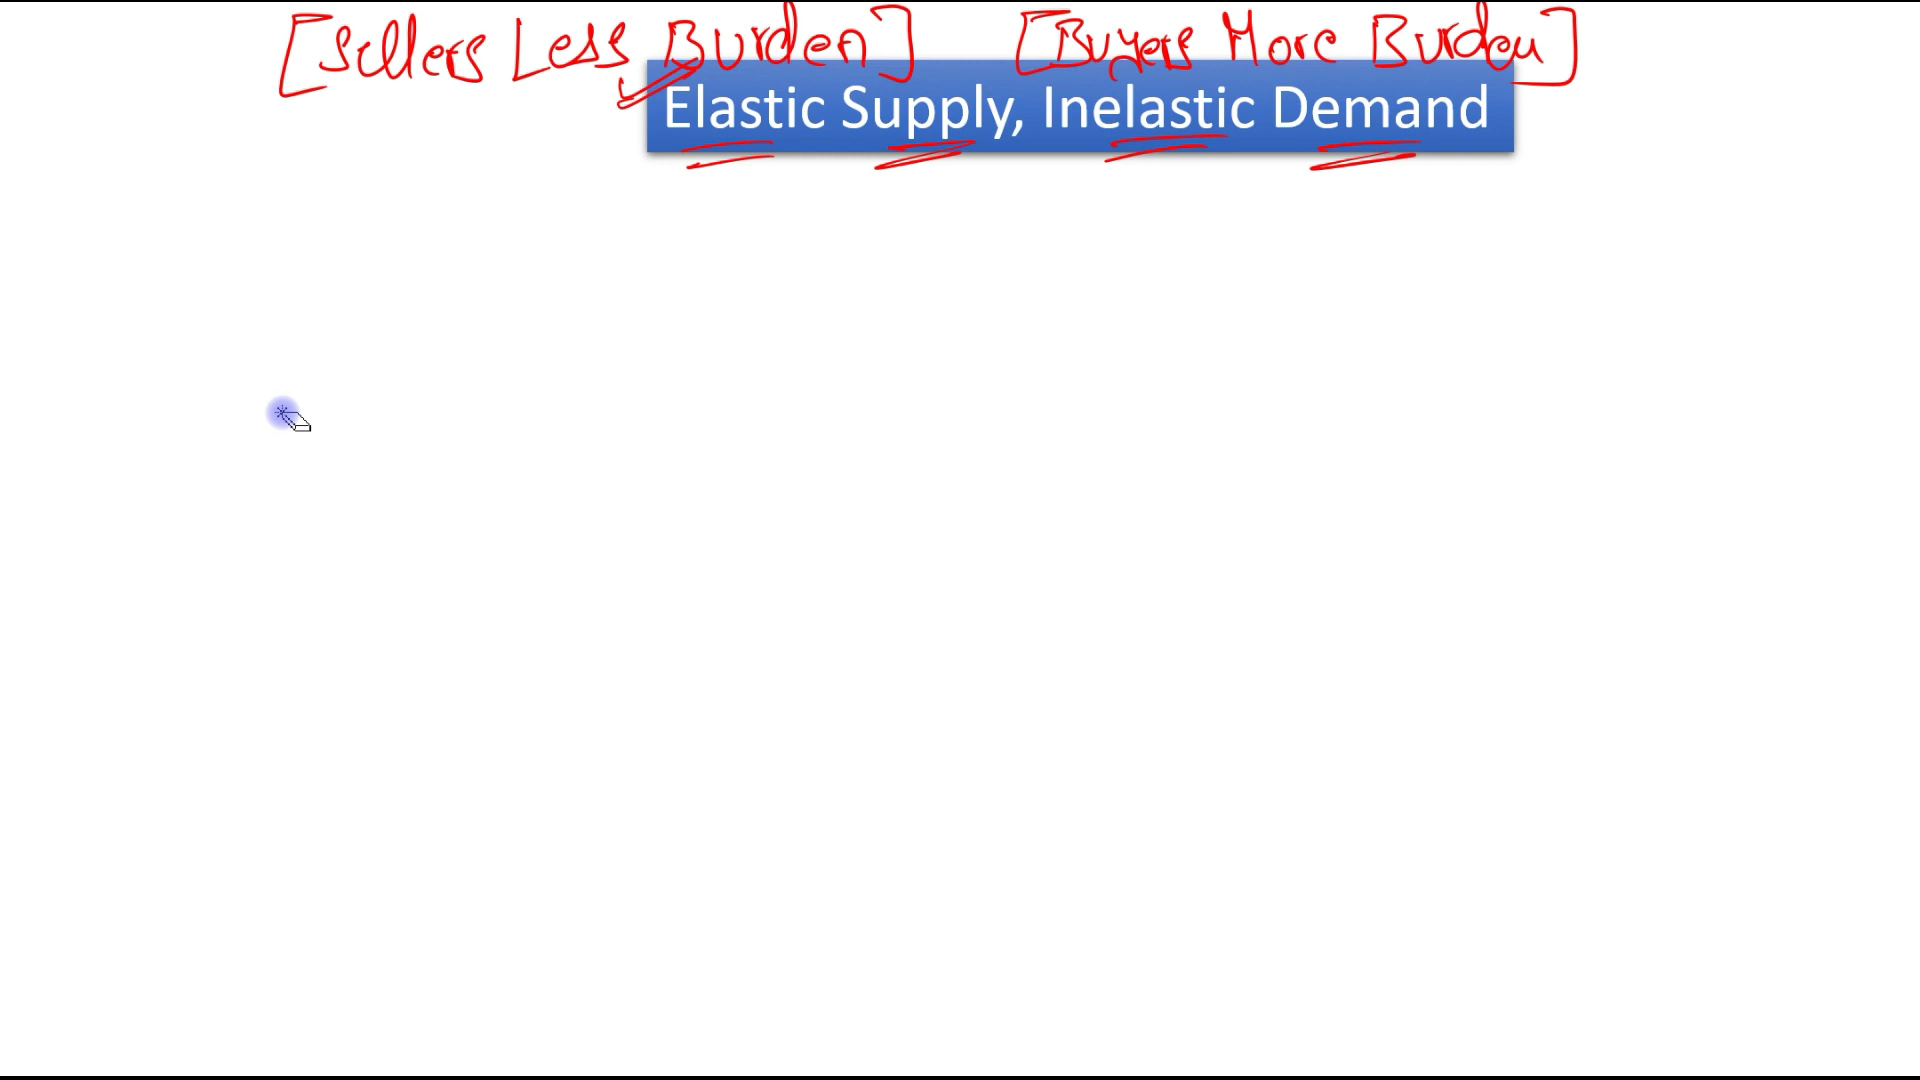 [Sellers Less Burden] [Buyers More Burden]
Elastic Supply, Inelastic Demand